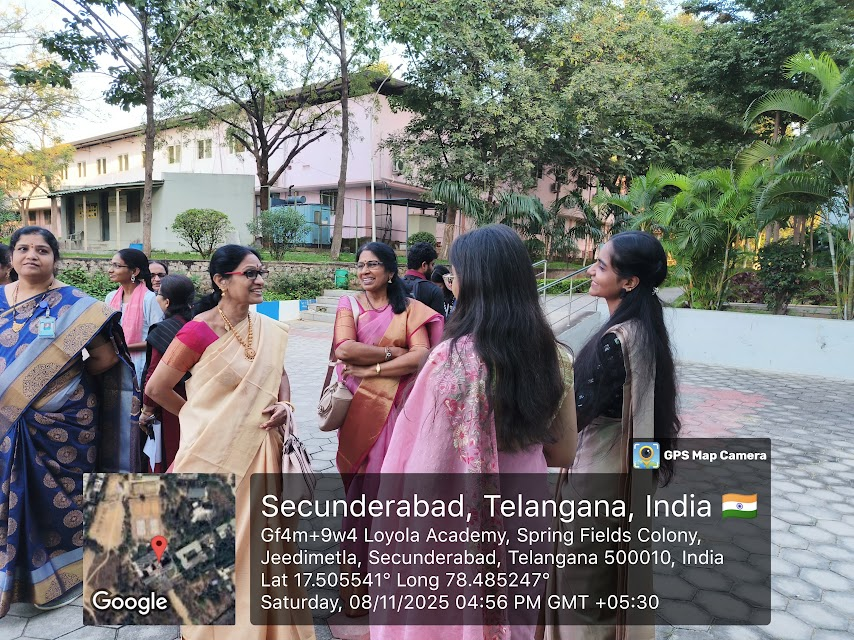 GPS Map Camera
Secunderabad, Telangana, India 🇮🇳
Gf4m+9w4 Loyola Academy, Spring Fields Colony,
Jeedimetla, Secunderabad, Telangana 500010, India
Lat 17.505541° Long 78.485247°
Saturday, 08/11/2025 04:56 PM GMT +05:30
Google